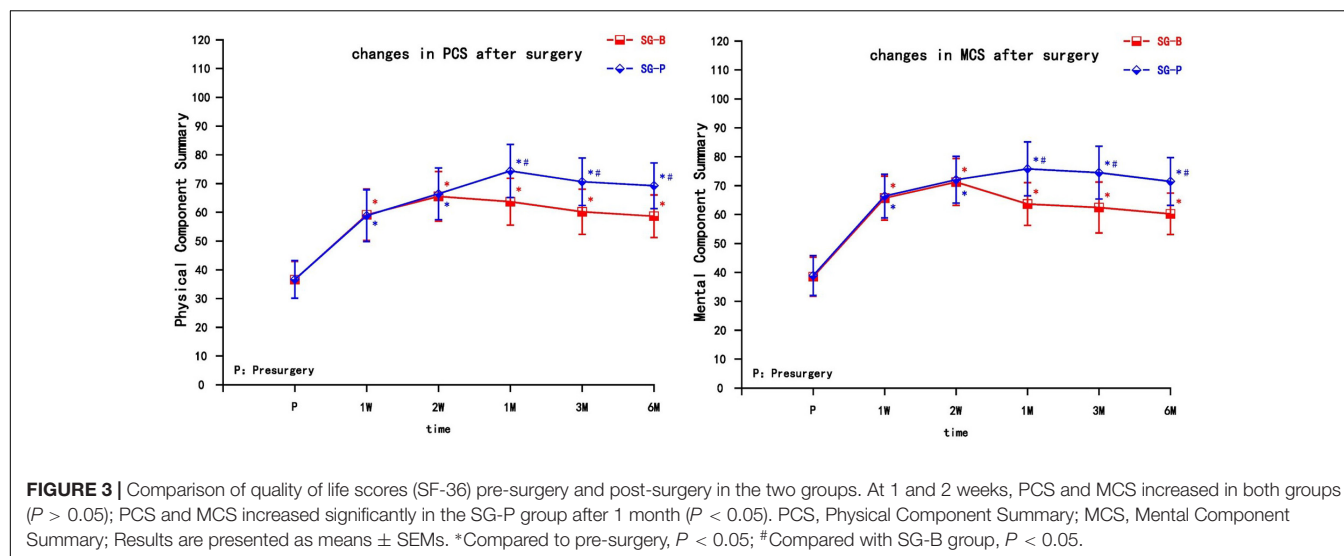 changes in PCS after surgery
SG-B
SG-P
Physical Component Summary
120
110
100
90
80
70
60
50
40
30
20
10
0
* * * * *
* * *# *# *#
P: Presurgery
P 1W 2W 1M 3M 6M
time
changes in MCS after surgery
SG-B
SG-P
Mental Component Summary
120
110
100
90
80
70
60
50
40
30
20
10
0
* * * * *
* * *# *# *#
P: Presurgery
P 1W 2W 1M 3M 6M
time
FIGURE 3 | Comparison of quality of life scores (SF-36) pre-surgery and post-surgery in the two groups. At 1 and 2 weeks, PCS and MCS increased in both groups
(P > 0.05); PCS and MCS increased significantly in the SG-P group after 1 month (P < 0.05). PCS, Physical Component Summary; MCS, Mental Component
Summary; Results are presented as means ± SEMs. *Compared to pre-surgery, P < 0.05; #Compared with SG-B group, P < 0.05.